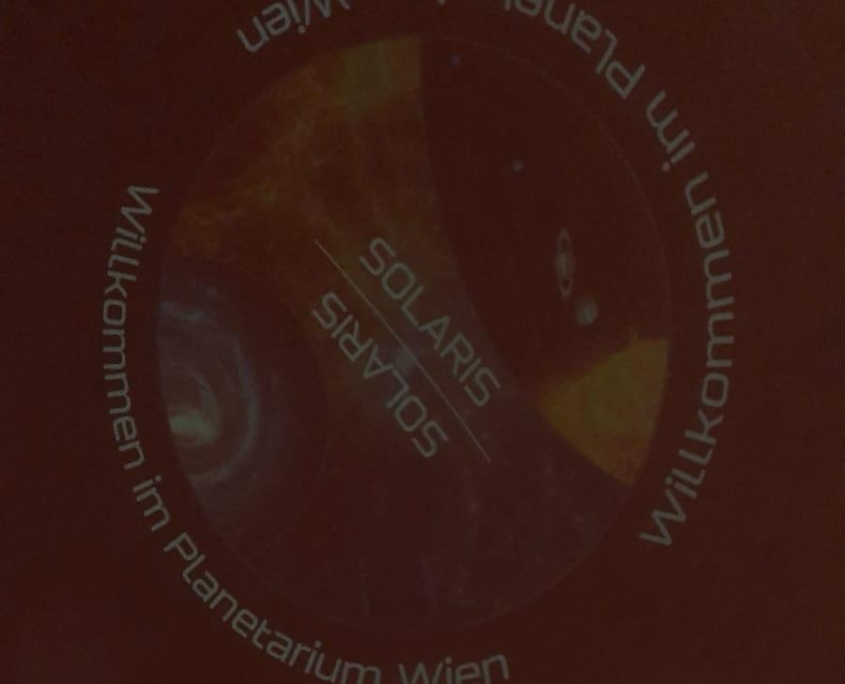 Willkommen im Planetarium Wien
SOLARIS
SOLARIS
Willkommen im Plane
Wien